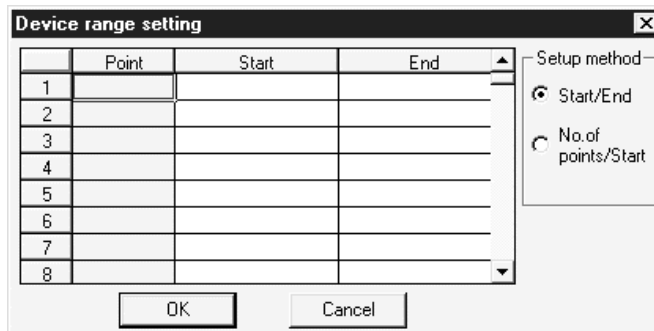 Device range setting
Point Start End
1
2
3
4
5
6
7
8
Setup method
Start/End
No.of
points/Start
OK Cancel